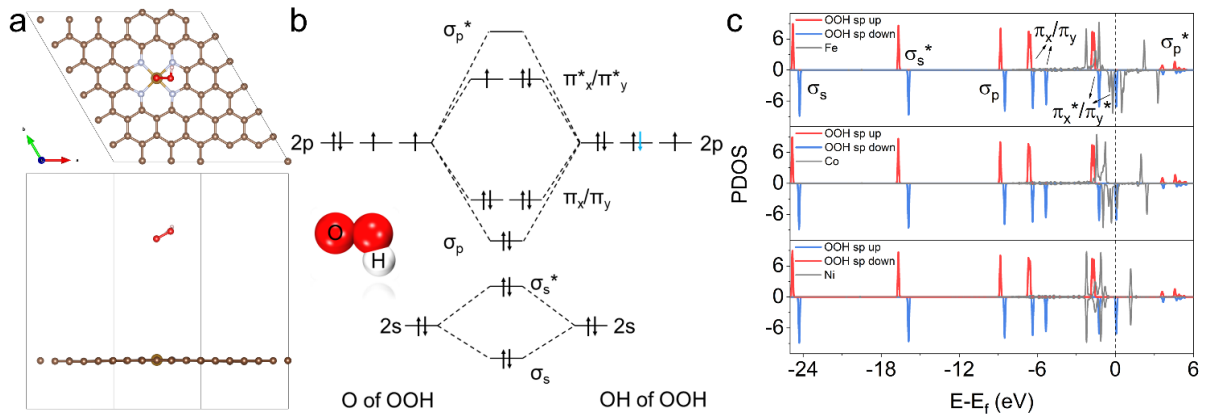 a
b
σp*
π*x/π*y
2p
2p
πx/πy
σp
O
H
σs*
2s
2s
σs
O of OOH
OH of OOH
c
PDOS
6
0
-6
OOH sp up
OOH sp down
Fe
σs
σs*
σp
πx/πy
πx*/πy*
σp*
6
0
-6
OOH sp up
OOH sp down
Co
6
0
-6
OOH sp up
OOH sp down
Ni
-24
-18
-12
-6
0
6
E-Ef (eV)